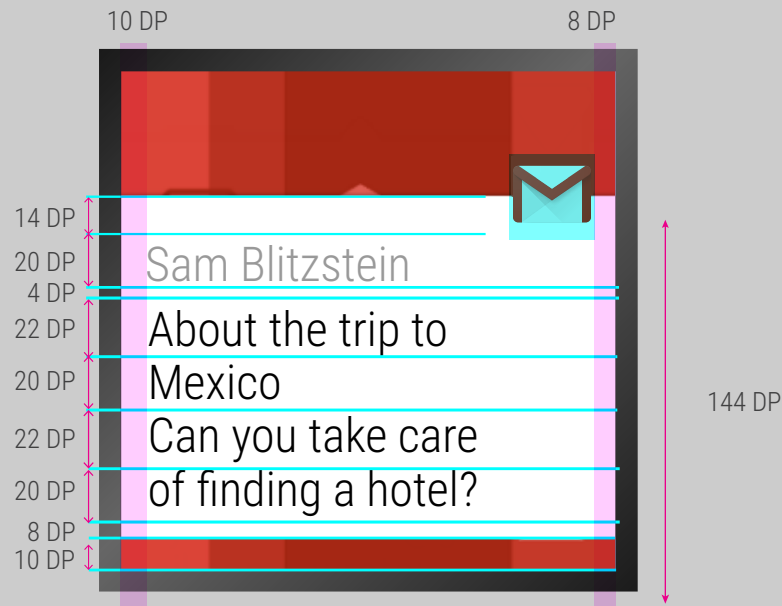 10 DP 8 DP
14 DP
20 DP Sam Blitzstein
4 DP
22 DP About the trip to
20 DP Mexico
144 DP
22 DP Can you take care
20 DP of finding a hotel?
8 DP
10 DP